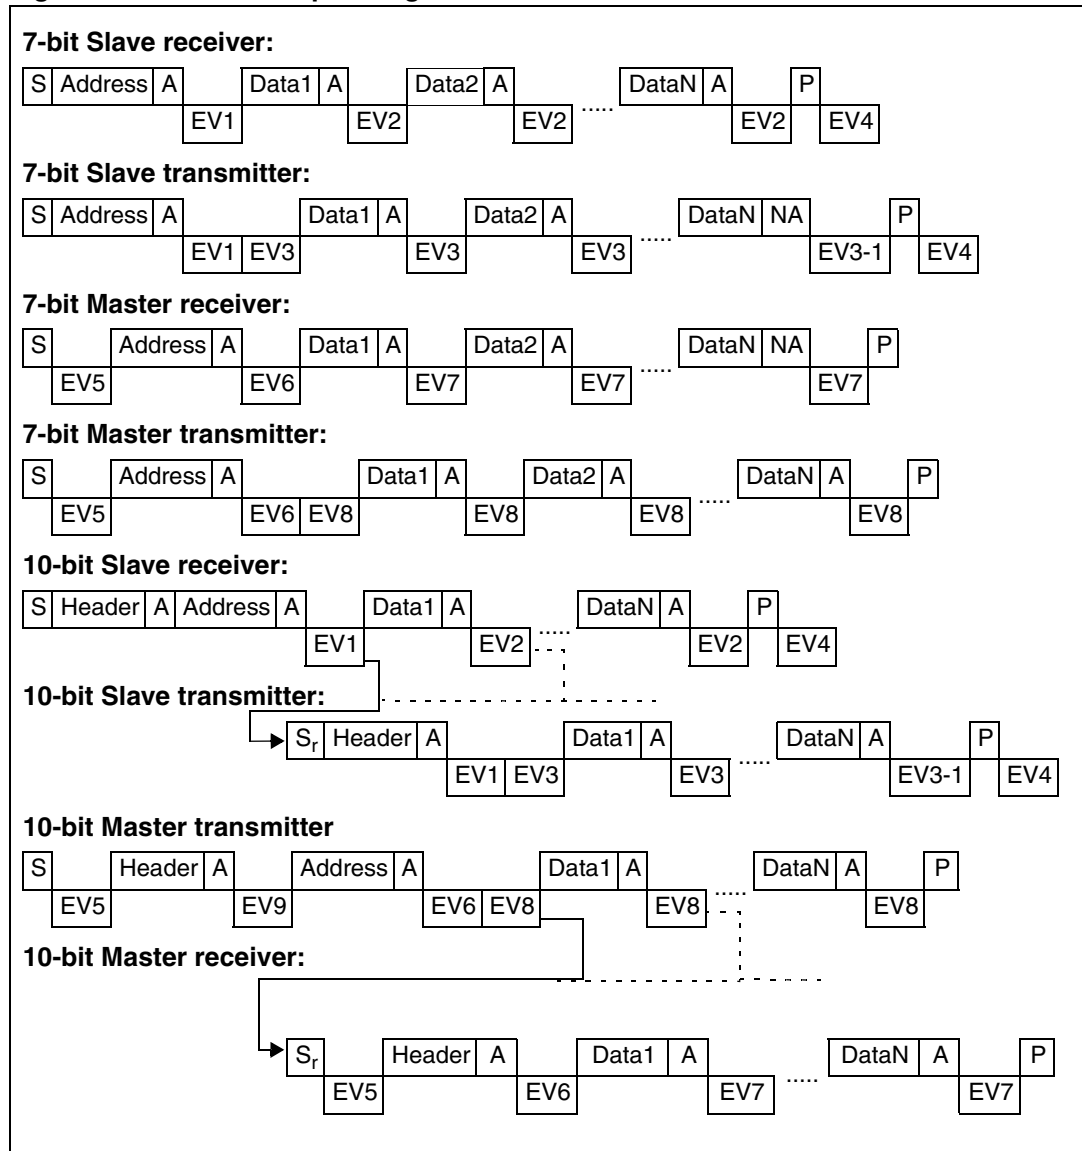 7-bit Slave receiver:
S Address A Data1 A Data2 A ..... DataN A P
EV1 EV2 EV2 EV2 EV4
7-bit Slave transmitter:
S Address A Data1 A Data2 A ..... DataN NA P
EV1 EV3 EV3 EV3 EV3-1 EV4
7-bit Master receiver:
S Address A Data1 A Data2 A ..... DataN NA P
EV5 EV6 EV7 EV7 EV7
7-bit Master transmitter:
S Address A Data1 A Data2 A ..... DataN A P
EV5 EV6 EV8 EV8 EV8 EV8
10-bit Slave receiver:
S Header A Address A Data1 A ..... DataN A P
EV1 EV2 EV2 EV4
10-bit Slave transmitter:
Sr Header A Data1 A ..... DataN A P
EV1 EV3 EV3 EV3-1 EV4
10-bit Master transmitter
S Header A Address A Data1 A ..... DataN A P
EV5 EV9 EV6 EV8 EV8 EV8
10-bit Master receiver:
Sr Header A Data1 A ..... DataN A P
EV5 EV6 EV7 EV7